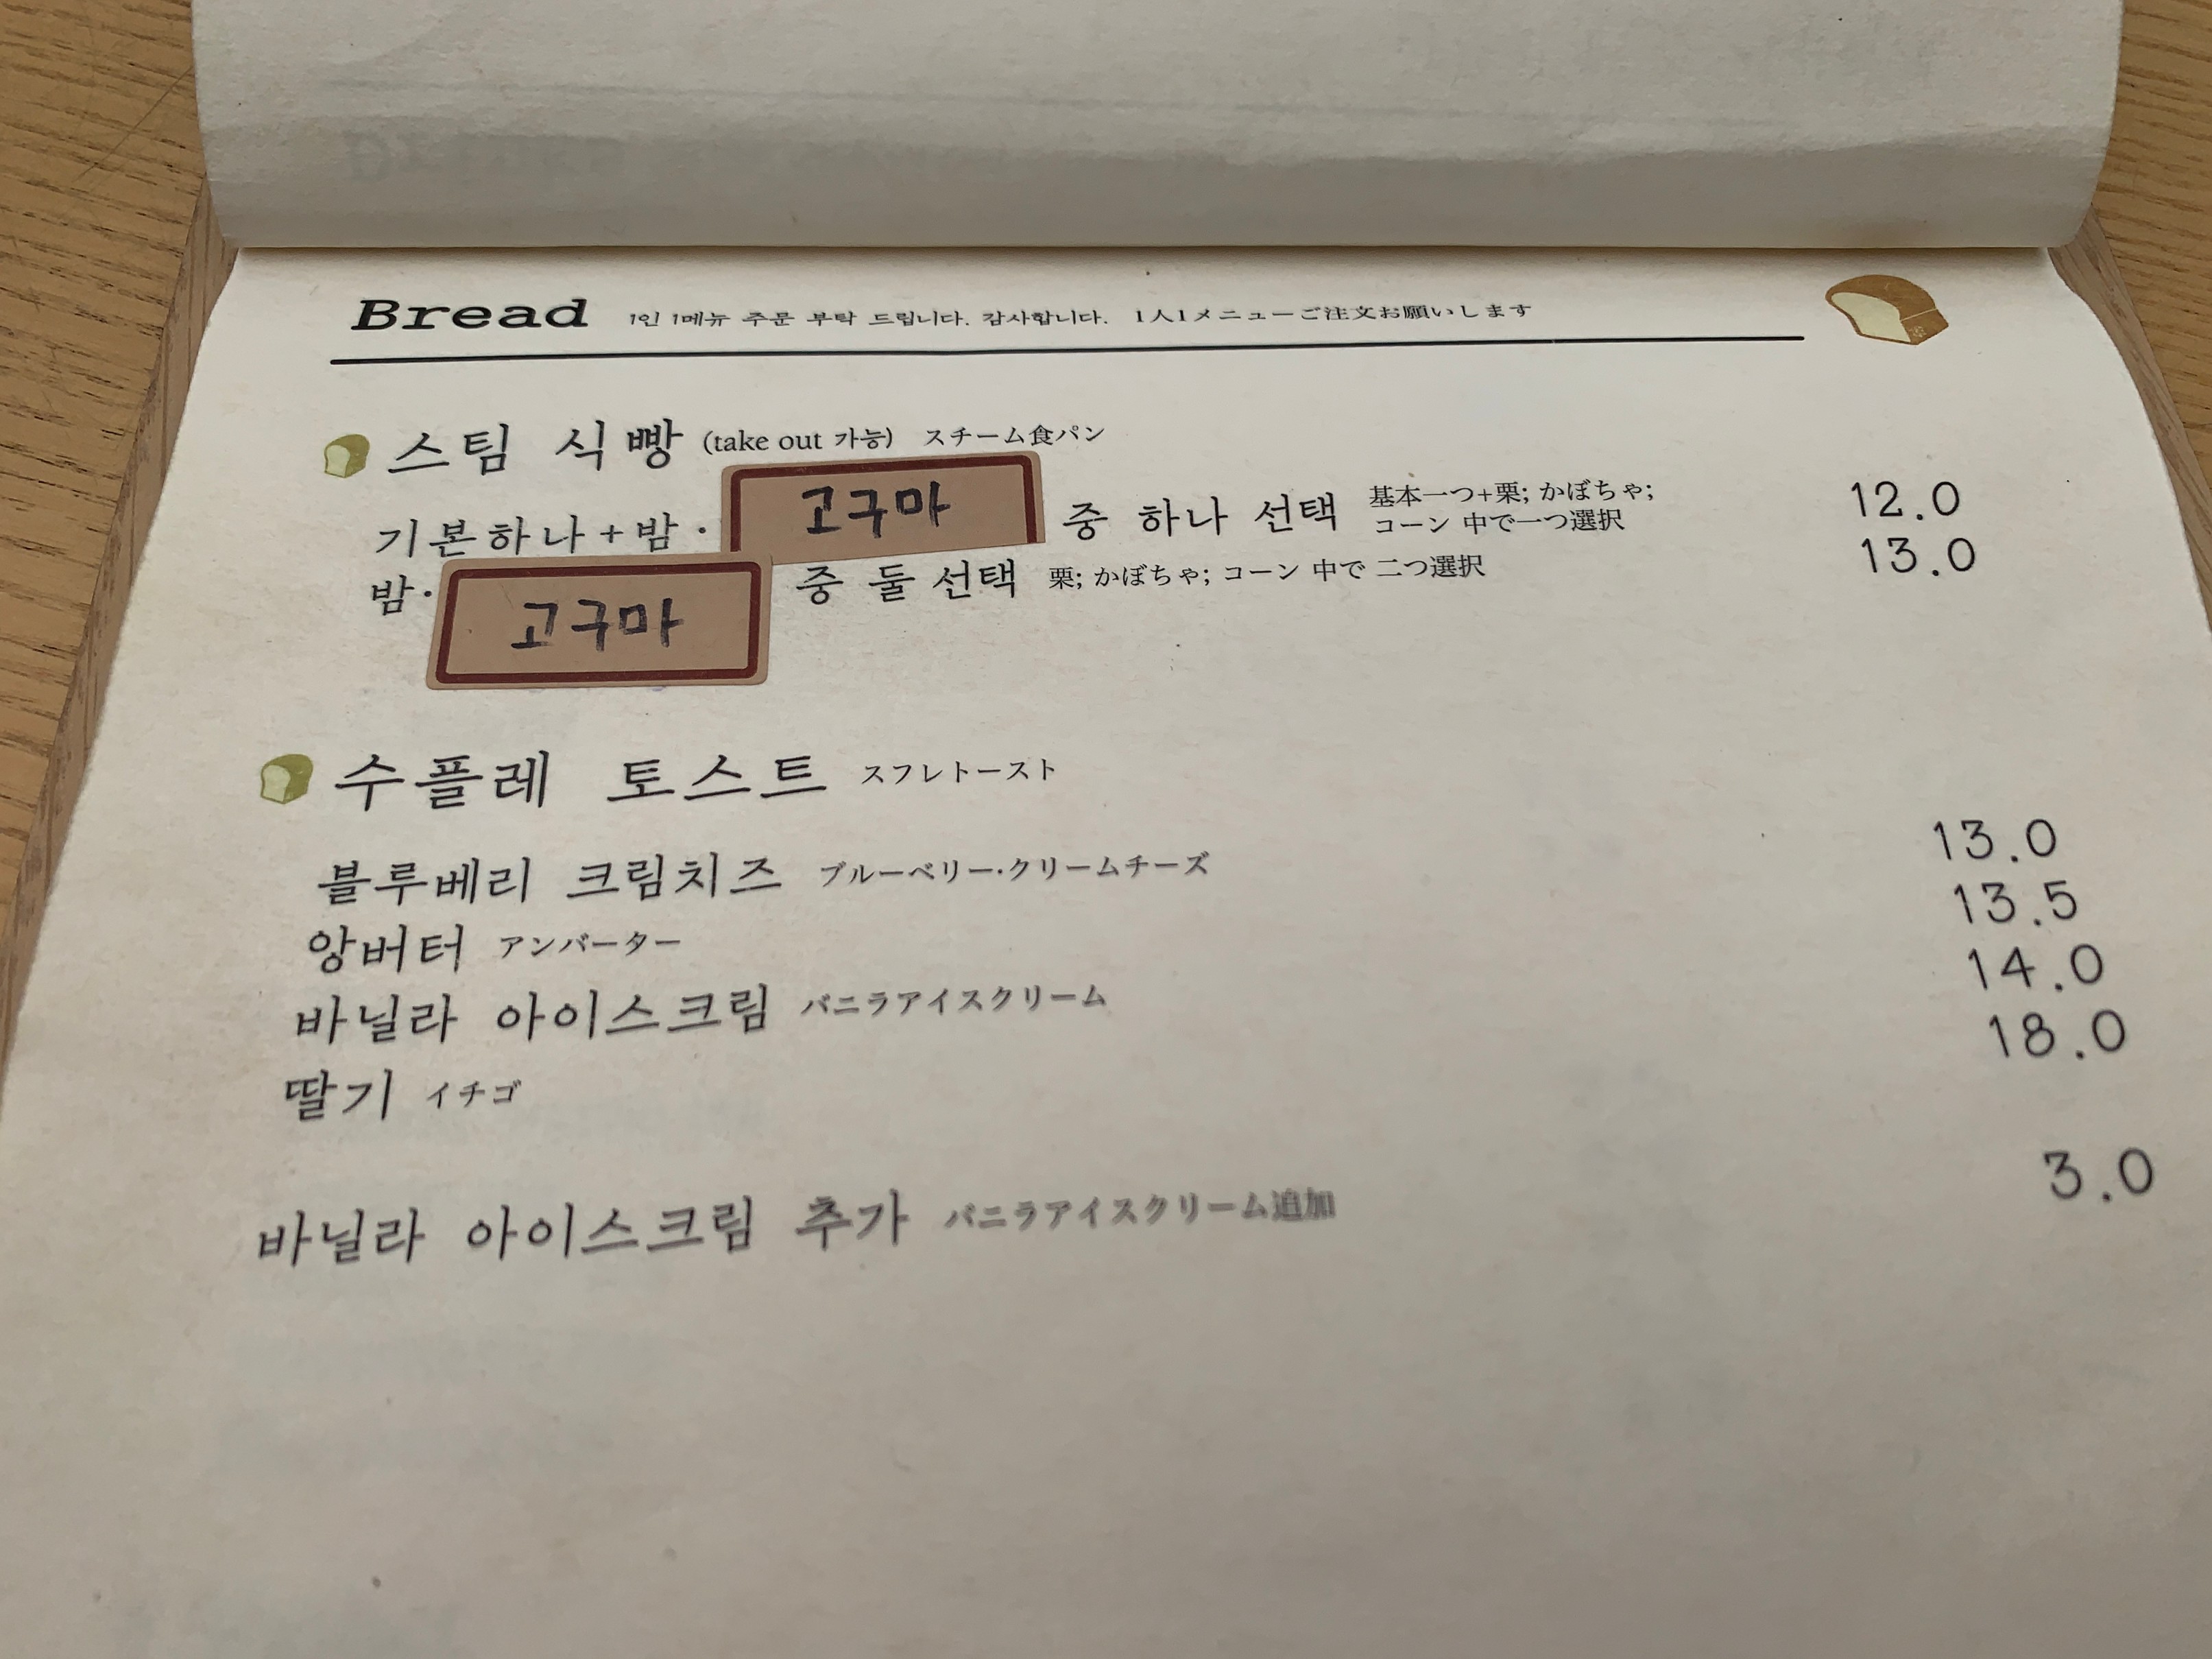 Bread 1인 1메뉴 주문 부탁 드립니다. 감사합니다. 1人1メニューご注文お願いします
스팀 식빵 (take out 가능) スチーム食パン
기본하나+밤· 고구마 중 하나 선택 基本一つ+栗; かぼちゃ; コーン 中で一つ選択 12.0
밤· 고구마 중 둘 선택 栗; かぼちゃ; コーン 中で 二つ選択 13.0
수플레 토스트 スフレトースト
블루베리 크림치즈 ブルーベリー·クリームチーズ 13.0
앙버터 アンバーター 13.5
바닐라 아이스크림 バニラアイスクリーム 14.0
딸기 イチゴ 18.0
바닐라 아이스크림 추가 バニラアイスクリーム追加 3.0